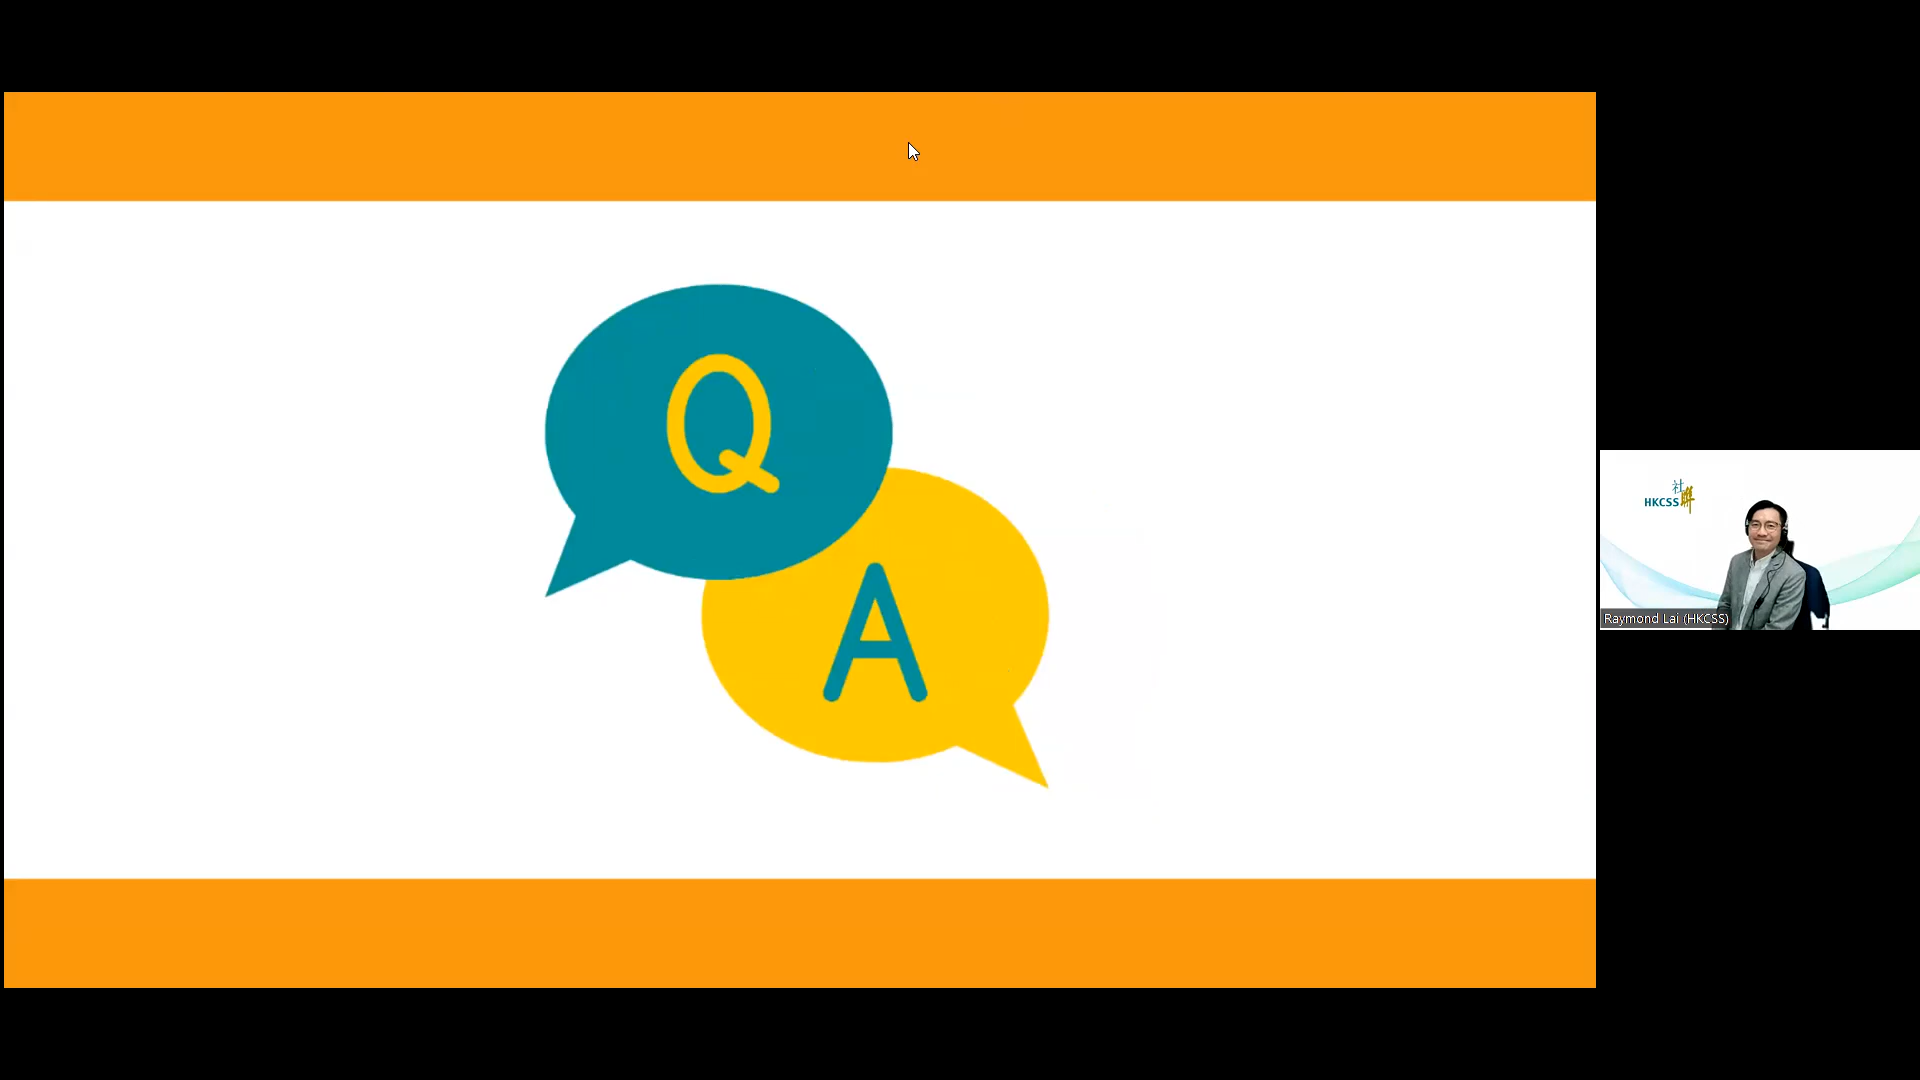 Q
A
社
HKCSS 聯
Raymond Lai (HKCSS)